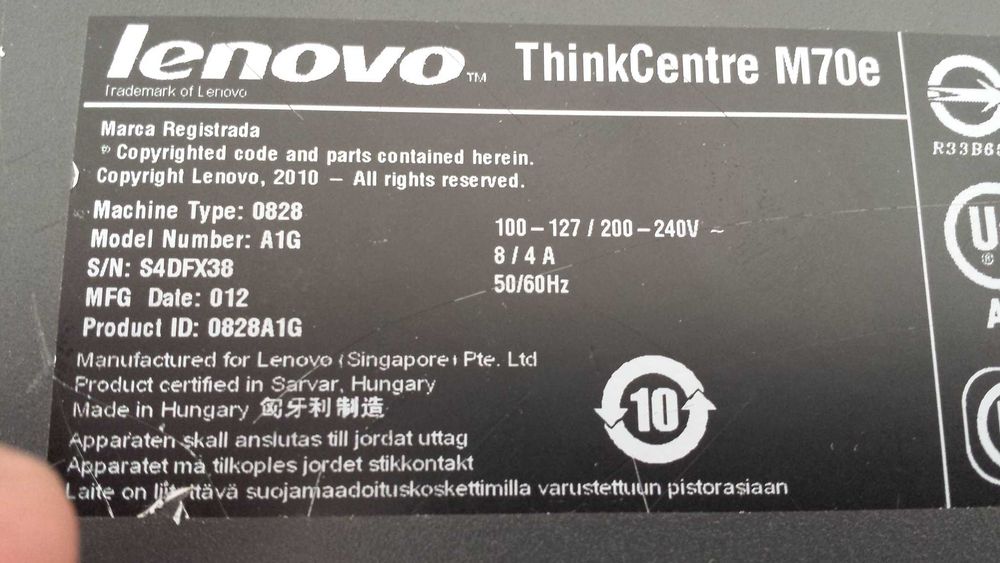 lenovo TM ThinkCentre M70e
Trademark of Lenovo
Marca Registrada
© Copyrighted code and parts contained herein.
Copyright Lenovo, 2010 – All rights reserved.
Machine Type: 0828
Model Number: A1G
S/N: S4DFX38
MFG Date: 012
Product ID: 0828A1G
100–127 / 200–240V ~
8 / 4 A
50/60Hz
Manufactured for Lenovo (Singapore) Pte. Ltd
Product certified in Sarvar, Hungary
Made in Hungary 匈牙利制造
10
Apparaten skall anslutas till jordat uttag
Apparatet må tilkoples jordet stikkontakt
Laite on suojamaadoituskoskettimilla varustettuun pistorasiaan
R33B6
U
®